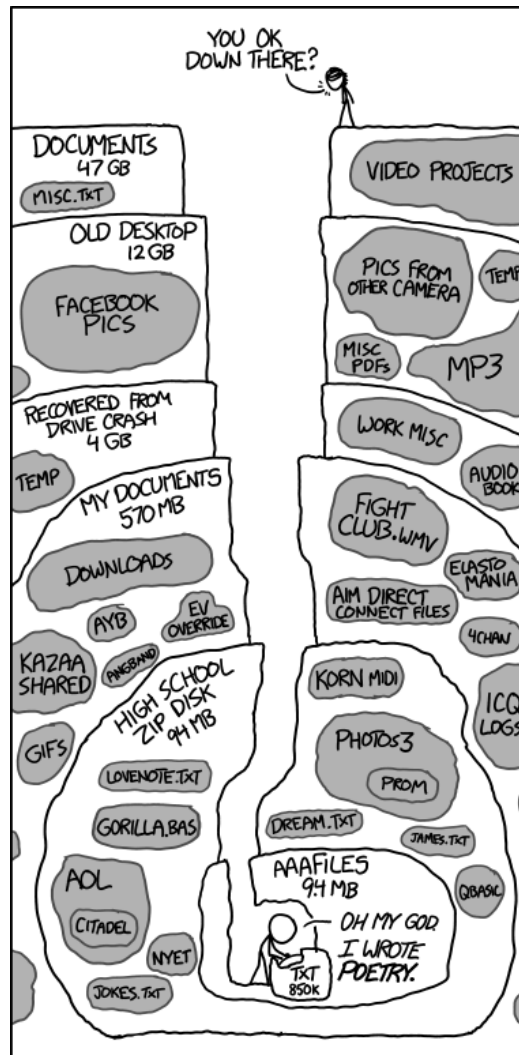 YOU OK
DOWN THERE?
DOCUMENTS
47 GB
MISC.TXT
VIDEO PROJECTS
OLD DESKTOP
12 GB
FACEBOOK
PICS
PICS FROM
OTHER CAMERA
TEMP
MISC
PDFs
MP3
RECOVERED FROM
DRIVE CRASH
4 GB
TEMP
WORK MISC
AUDIO
BOOK
MY DOCUMENTS
570 MB
DOWNLOADS
AYB
EV
OVERRIDE
KAZAA
SHARED
ANGBAND
GIFS
FIGHT
CLUB.WMV
ELASTO
MANIA
AIM DIRECT
CONNECT FILES
4CHAN
ICQ
LOGS
HIGH SCHOOL
ZIP DISK
94 MB
LOVENOTE.TXT
GORILLA.BAS
AOL
CITADEL
NYET
JOKES.TXT
KORN MIDI
PHOTOS3
PROM
DREAM.TXT
JAMES.TXT
QBASIC
AAAFILES
9.4 MB
OH MY GOD.
I WROTE
POETRY.
TXT
850K